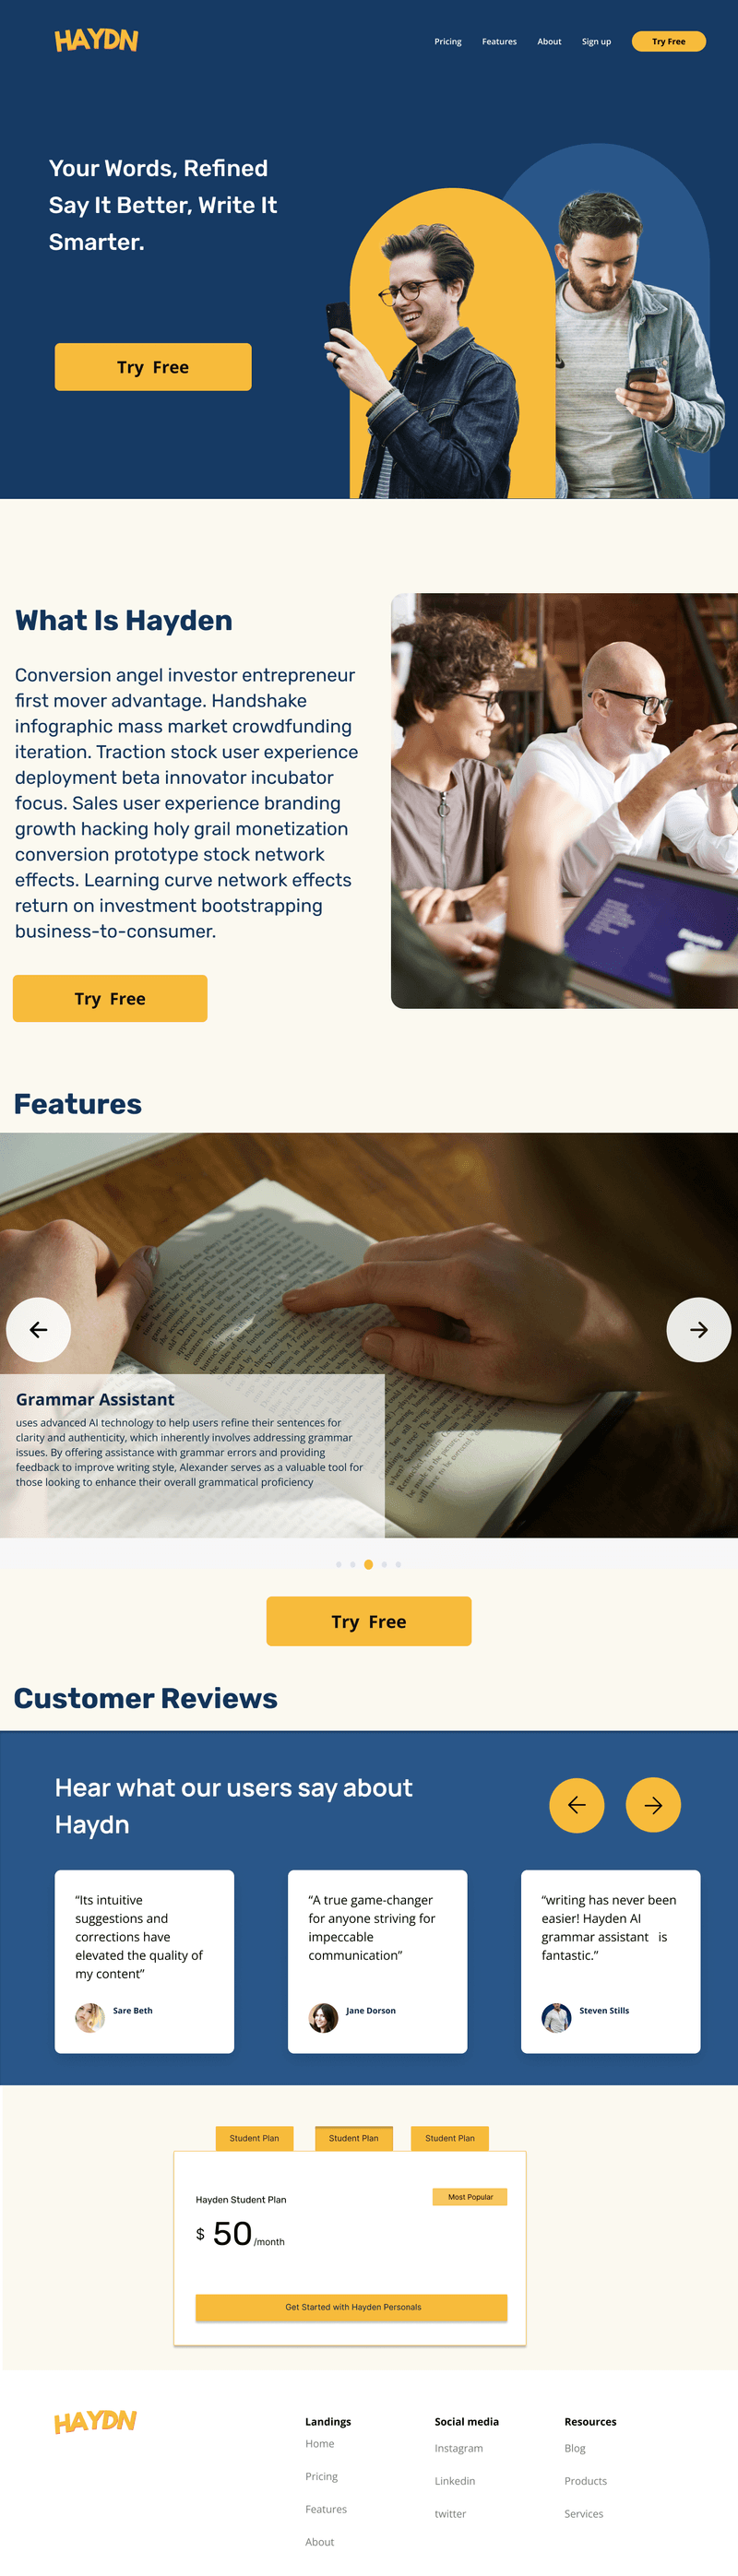 HAYDN
Pricing Features About Sign up Try Free
Your Words, Refined
Say It Better, Write It
Smarter.
Try Free
What Is Hayden
Conversion angel investor entrepreneur
first mover advantage. Handshake
infographic mass market crowdfunding
iteration. Traction stock user experience
deployment beta innovator incubator
focus. Sales user experience branding
growth hacking holy grail monetization
conversion prototype stock network
effects. Learning curve network effects
return on investment bootstrapping
business-to-consumer.
Try Free
Features
Grammar Assistant
uses advanced AI technology to help users refine their sentences for
clarity and authenticity, which inherently involves addressing grammar
issues. By offering assistance with grammar errors and providing
feedback to improve writing style, Alexander serves as a valuable tool for
those looking to enhance their overall grammatical proficiency
Try Free
Customer Reviews
Hear what our users say about
Haydn
“Its intuitive
suggestions and
corrections have
elevated the quality of
my content”
Sare Beth
“A true game-changer
for anyone striving for
impeccable
communication”
Jane Dorson
“writing has never been
easier! Hayden AI
grammar assistant is
fantastic.”
Steven Stills
Student Plan Student Plan Student Plan
Hayden Student Plan
Most Popular
$ 50 /month
Get Started with Hayden Personals
HAYDN
Landings
Home
Pricing
Features
About
Social media
Instagram
Linkedin
twitter
Resources
Blog
Products
Services